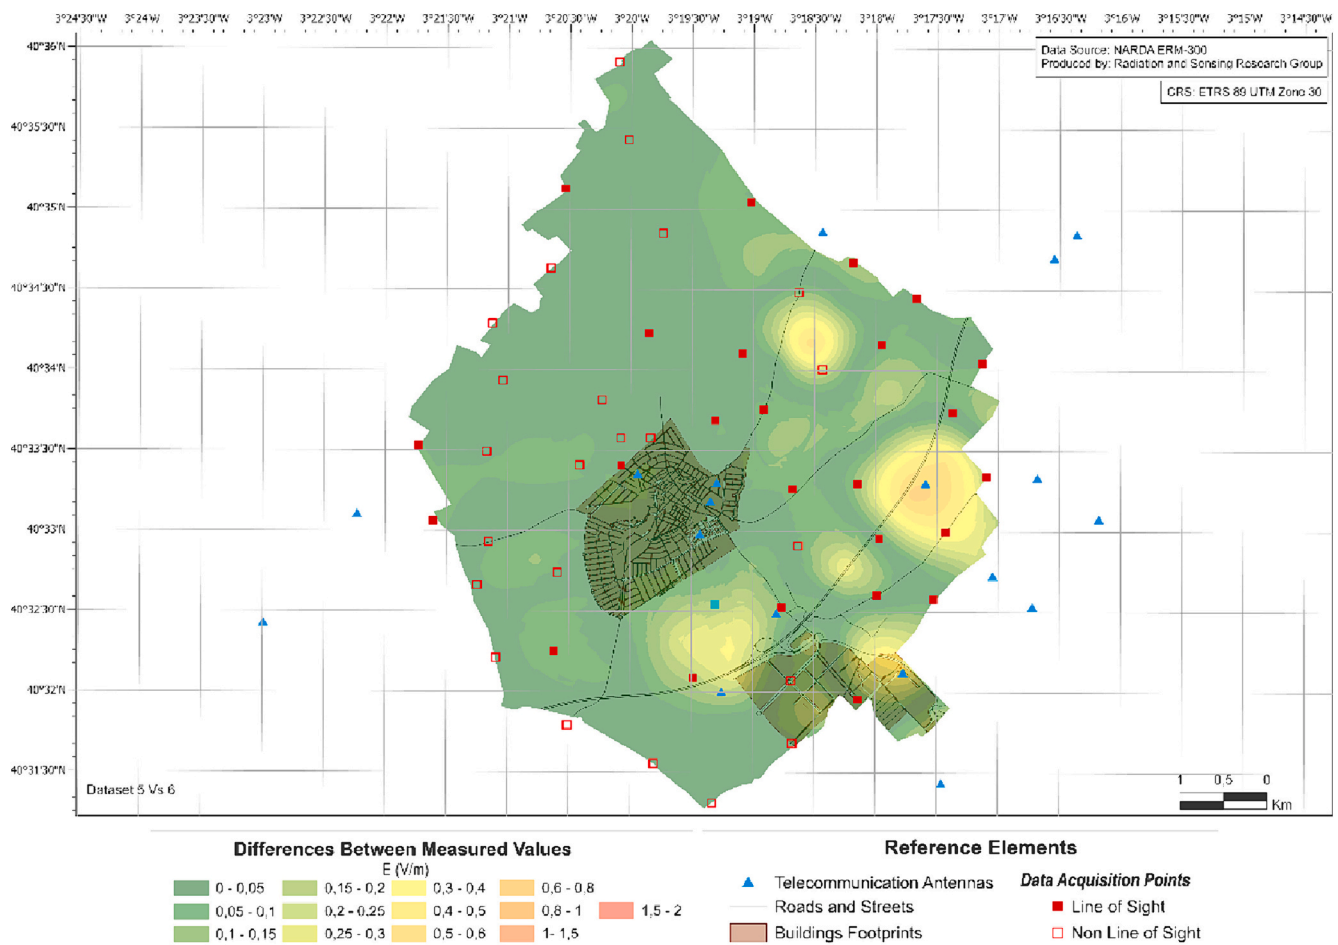 3°24'30"W 3°24'W 3°23'30"W 3°23'W 3°22'30"W 3°22'W 3°21'30"W 3°21'W 3°20'30"W 3°20'W 3°19'30"W 3°19'W 3°18'30"W 3°18'W 3°17'30"W 3°17'W 3°16'30"W 3°16'W 3°15'30"W 3°15'W 3°14'30"W
40°36'N
Data Source: NARDA ERM-300
Produced by: Radiation and Sensing Research Group
CRS: ETRS 89 UTM Zone 30
40°35'30"N
40°35'N
40°34'30"N
40°34'N
40°33'30"N
40°33'N
40°32'30"N
40°32'N
40°31'30"N
Dataset 5 Vs 6
1 0,5 0
Km
Differences Between Measured Values
E (V/m)
0 - 0,05 0,15 - 0,2 0,3 - 0,4 0,6 - 0,8
0,05 - 0,1 0,2 - 0,25 0,4 - 0,5 0,8 - 1 1,5 - 2
0,1 - 0,15 0,25 - 0,3 0,5 - 0,6 1- 1,5
Reference Elements
Telecommunication Antennas
Roads and Streets
Buildings Footprints
Data Acquisition Points
Line of Sight
Non Line of Sight